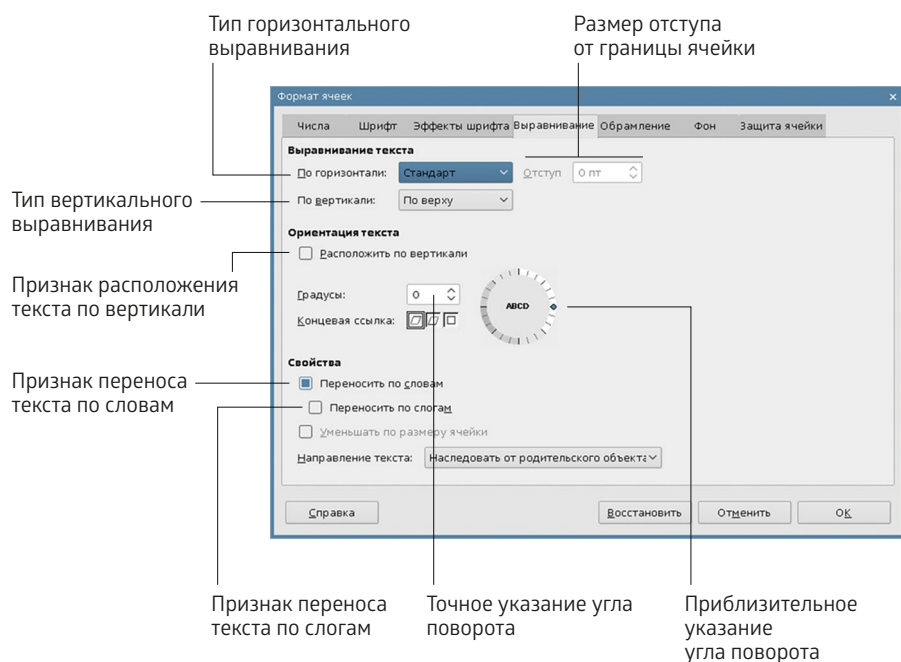 Тип горизонтального
выравнивания
Размер отступа
от границы ячейки
Формат ячеек ×
Числа Шрифт Эффекты шрифта Выравнивание Обрамление Фон Защита ячейки
Выравнивание текста
По горизонтали: Стандарт Отступ 0 пт
Тип вертикального
выравнивания
По вертикали: По верху
Ориентация текста
Расположить по вертикали
Признак расположения
текста по вертикали
Градусы: 0
ABCD
Концевая ссылка:
Свойства
Признак переноса
текста по словам
Переносить по словам
Переносить по слогам
Уменьшать по размеру ячейки
Направление текста: Наследовать от родительского объекта
Справка Восстановить Отменить ОК
Признак переноса
текста по слогам
Точное указание угла
поворота
Приблизительное
указание
угла поворота